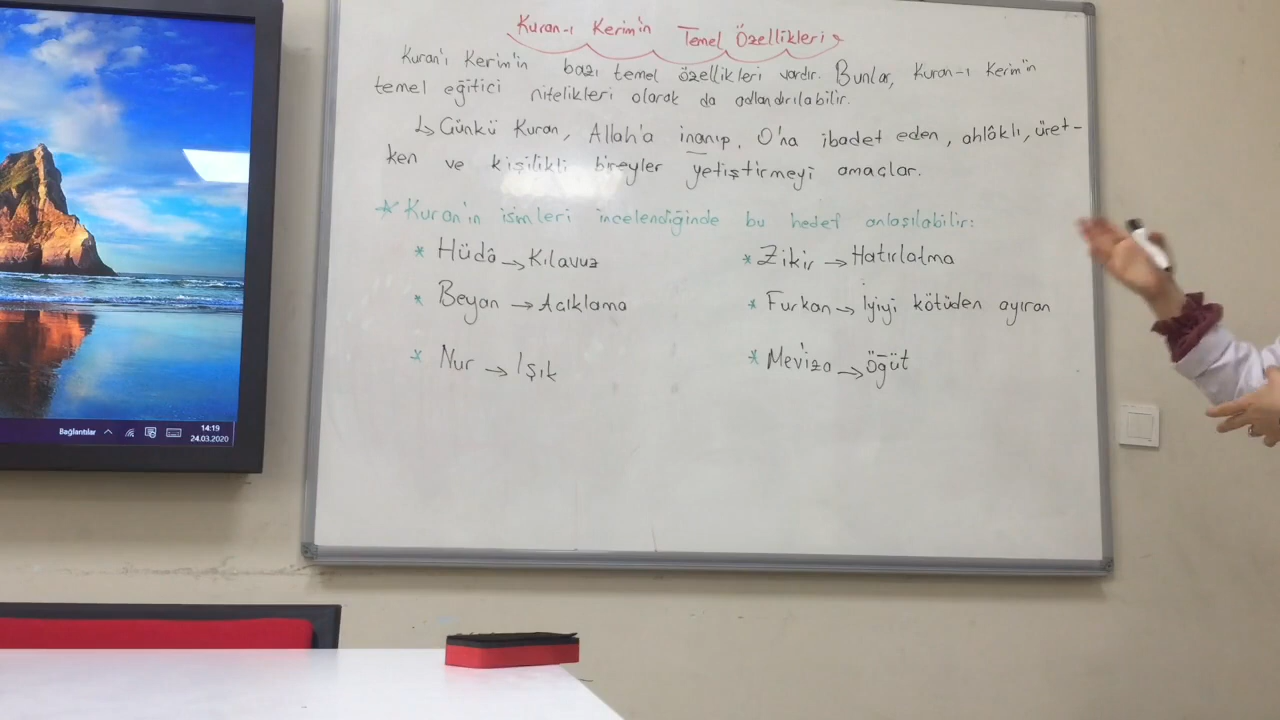 Kuran-ı Kerim'in Temel Özellikleri
Kuran'ı Kerim'in bazı temel özellikleri vardır. Bunlar, Kuran-ı Kerim'in
temel eğitici nitelikleri olarak da adlandırılabilir.
↳ Çünkü Kuran, Allah'a inanıp, O'na ibadet eden, ahlâklı, üret-
ken ve kişilikli bireyler yetiştirmeyi amaçlar.
* Kuran'ın isimleri incelendiğinde bu hedef anlaşılabilir:
* Hüdâ → Kılavuz
* Beyan → Açıklama
* Nur → Işık
* Zikir → Hatırlatma
* Furkan → İyiyi kötüden ayıran
* Mev'iza → Öğüt
Bağlantılar
14:19
24.03.2020